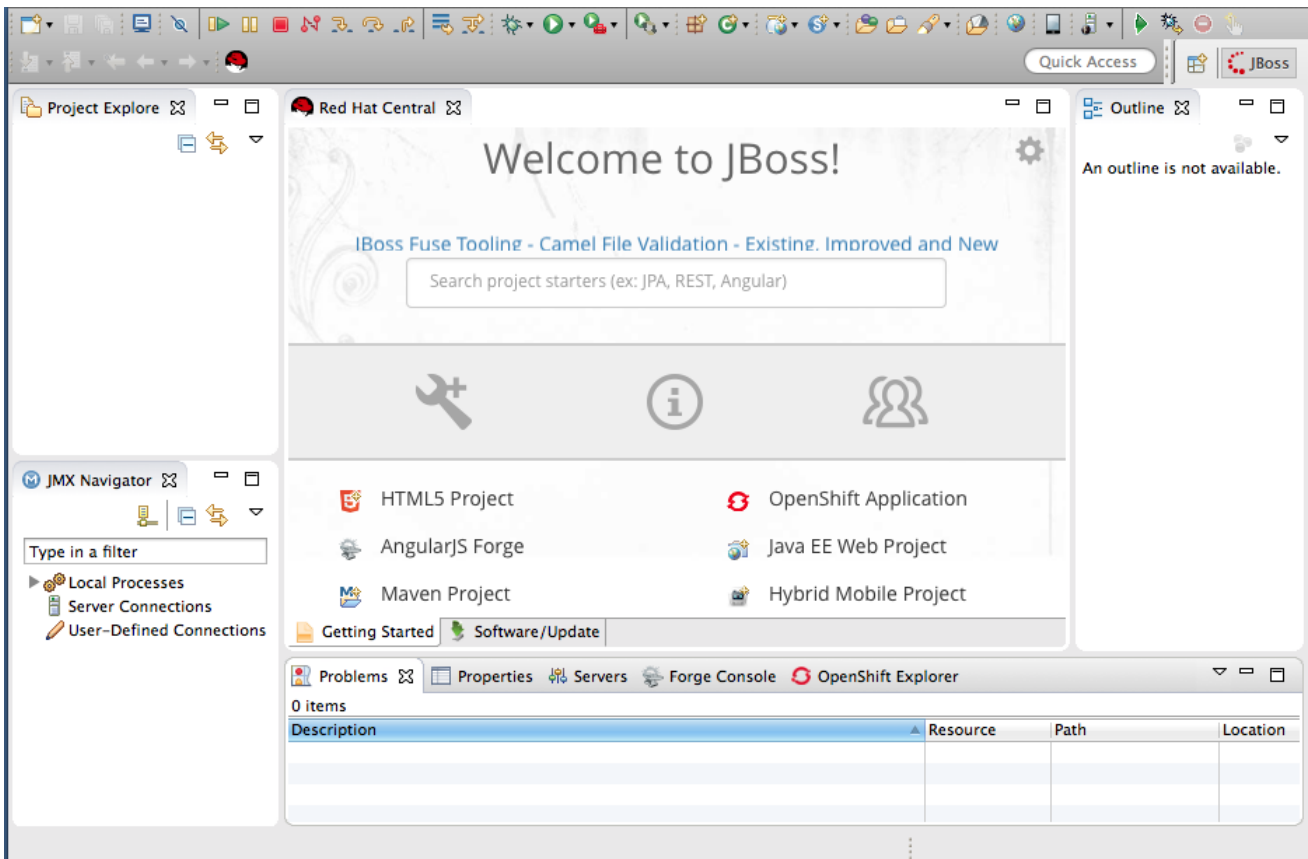 Quick Access
JBoss
Project Explore
Red Hat Central
Outline
Welcome to JBoss!
An outline is not available.
JBoss Fuse Tooling - Camel File Validation - Existing, Improved and New
Search project starters (ex: JPA, REST, Angular)
JMX Navigator
Type in a filter
Local Processes
Server Connections
User-Defined Connections
HTML5 Project
OpenShift Application
AngularJS Forge
Java EE Web Project
Maven Project
Hybrid Mobile Project
Getting Started
Software/Update
Problems
Properties
Servers
Forge Console
OpenShift Explorer
0 items
Description
Resource
Path
Location